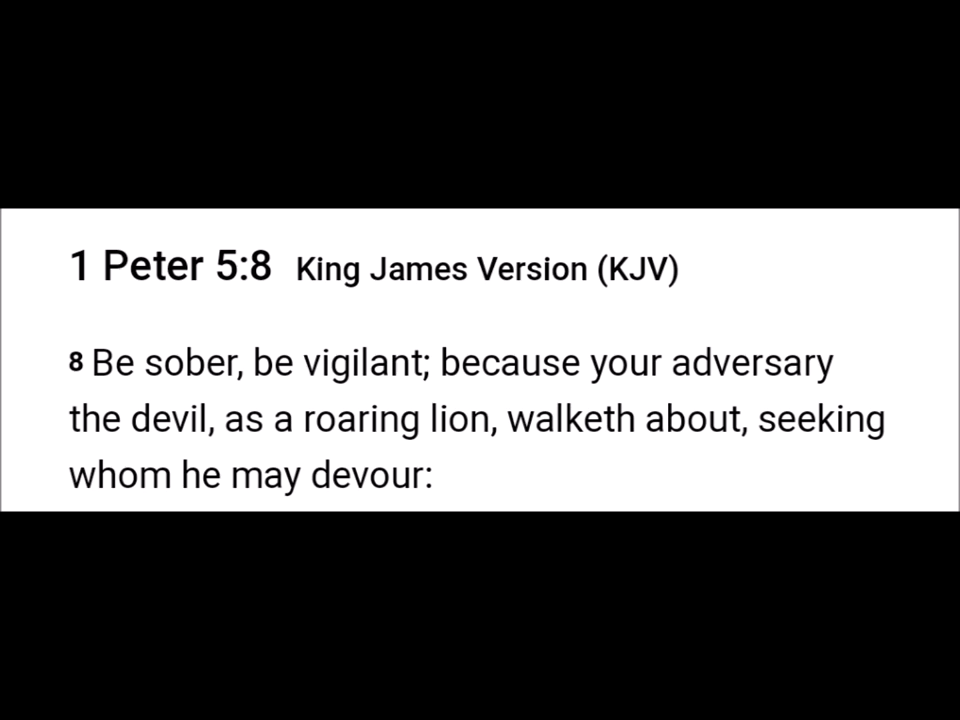 1 Peter 5:8 King James Version (KJV)
8 Be sober, be vigilant; because your adversary
the devil, as a roaring lion, walketh about, seeking
whom he may devour: